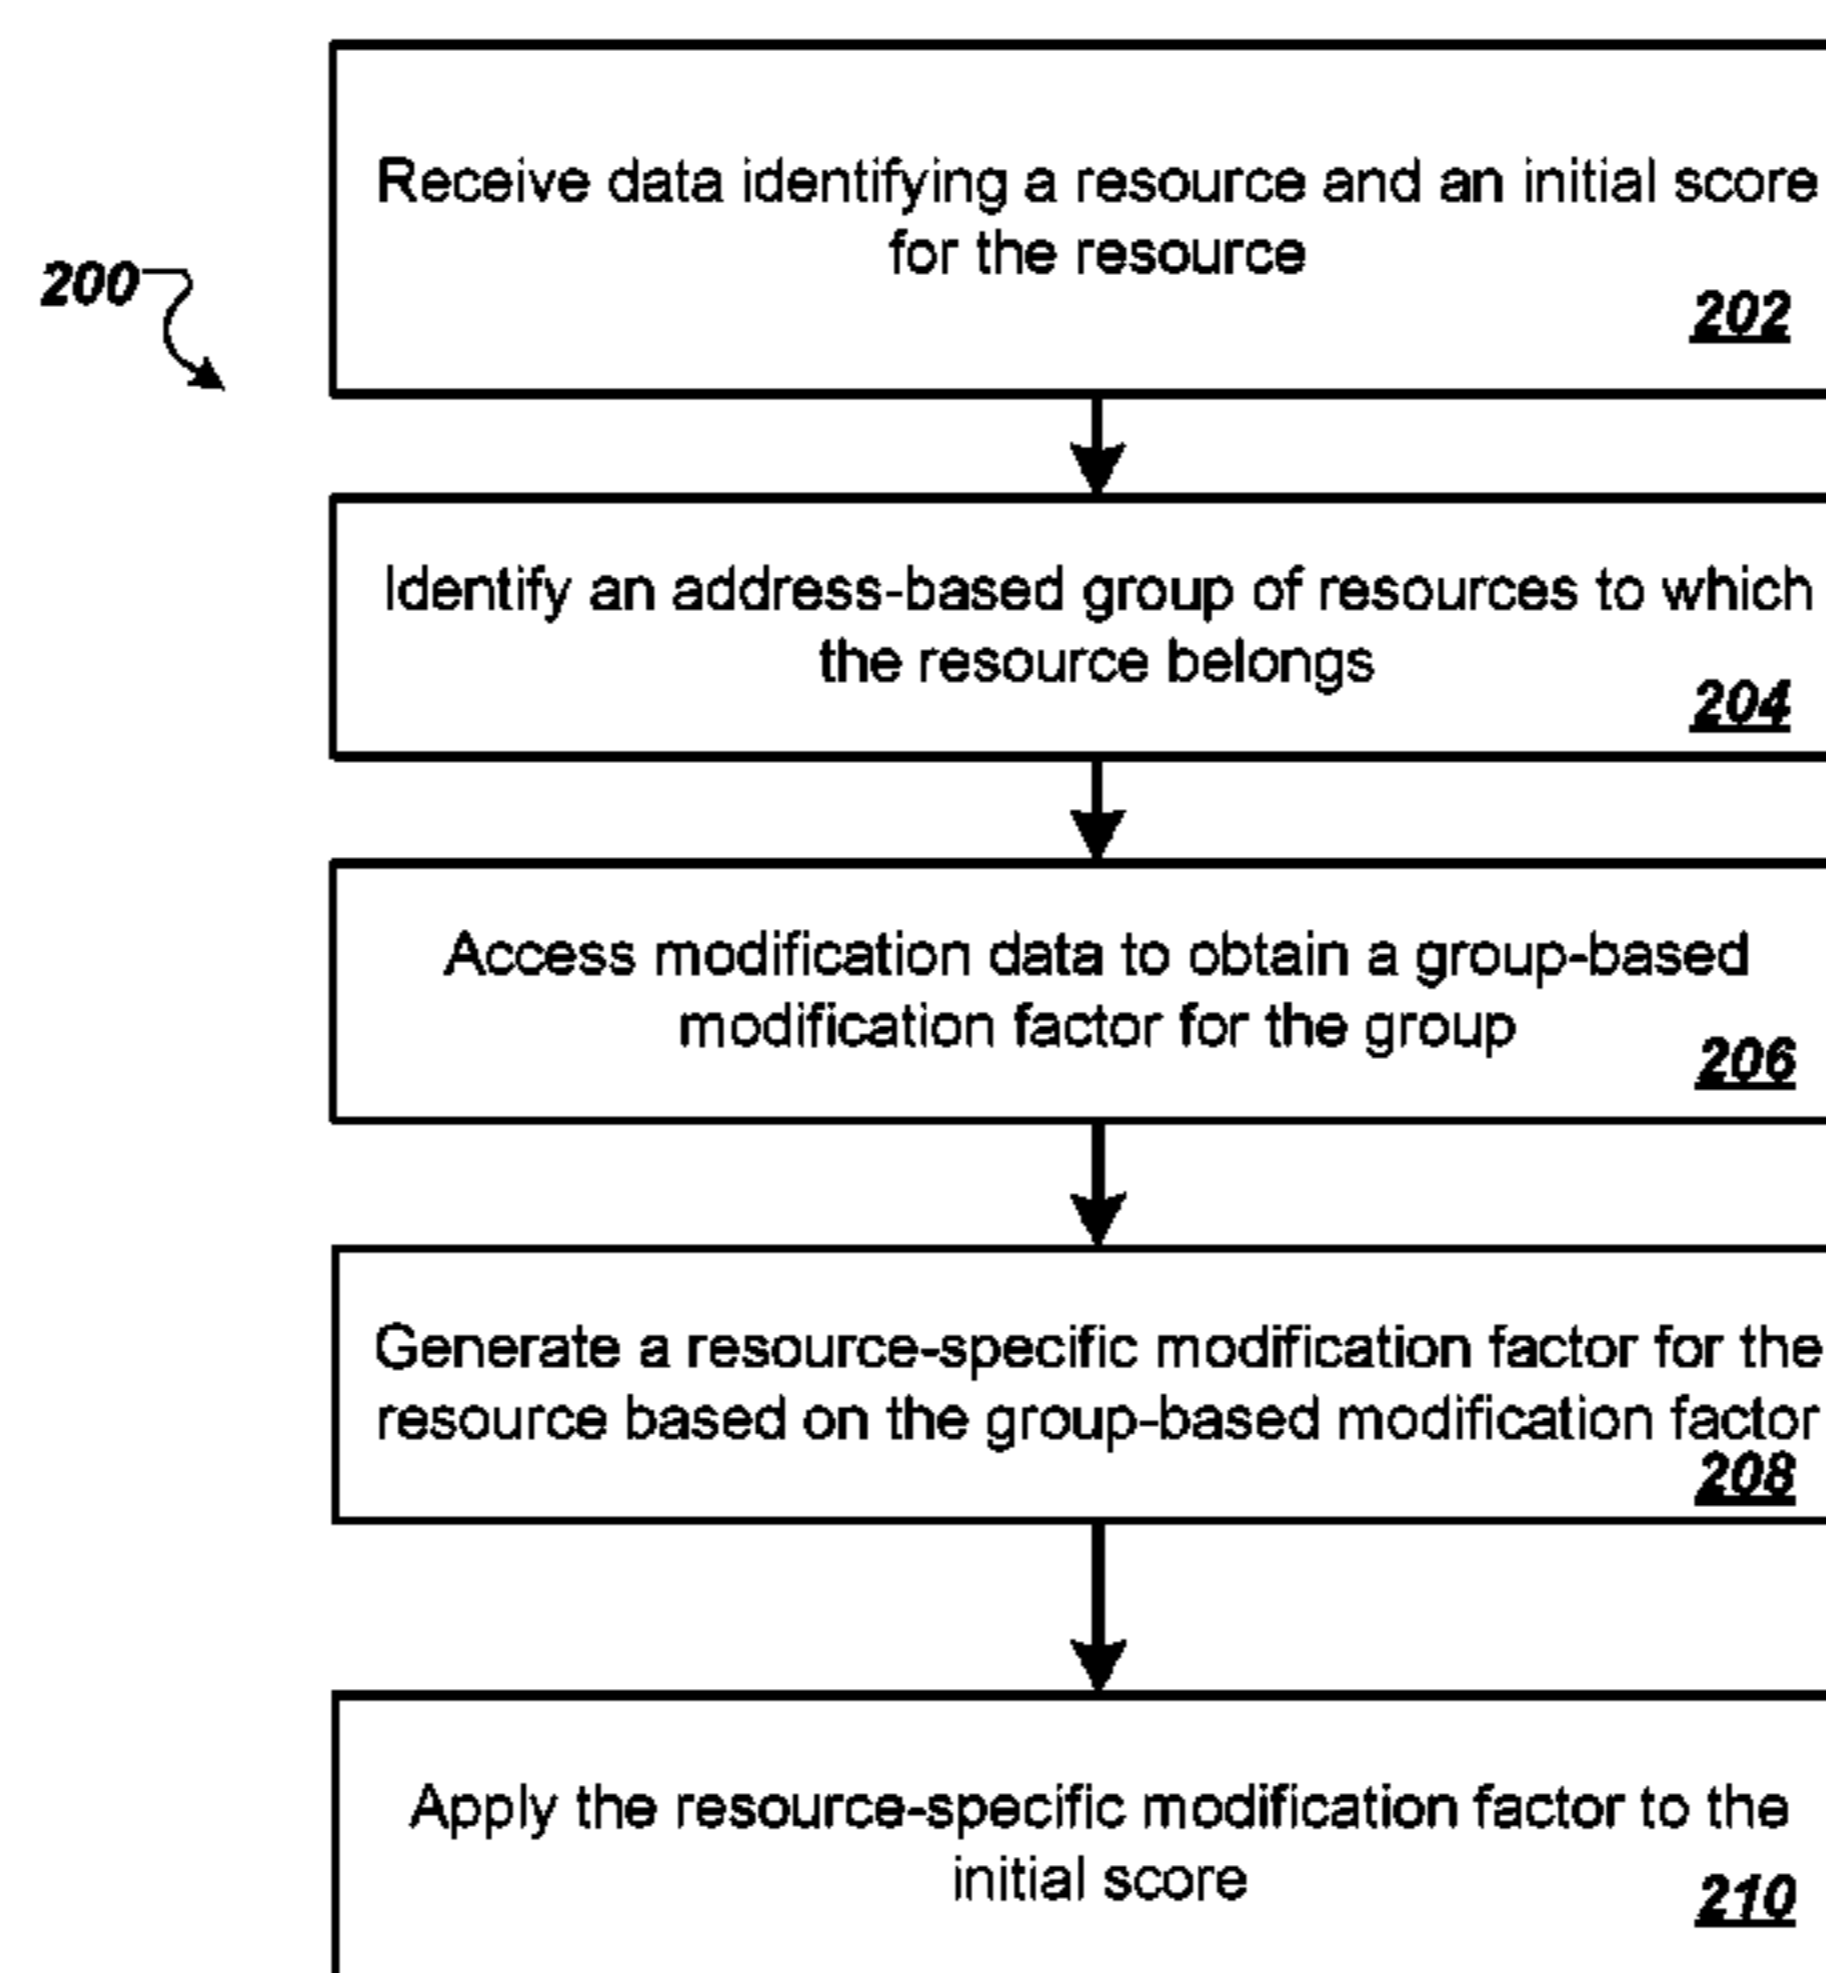 Receive data identifying a resource and an initial score
for the resource
200
202
Identify an address-based group of resources to which
the resource belongs
204
Access modification data to obtain a group-based
modification factor for the group
206
Generate a resource-specific modification factor for the
resource based on the group-based modification factor
208
Apply the resource-specific modification factor to the
initial score
210